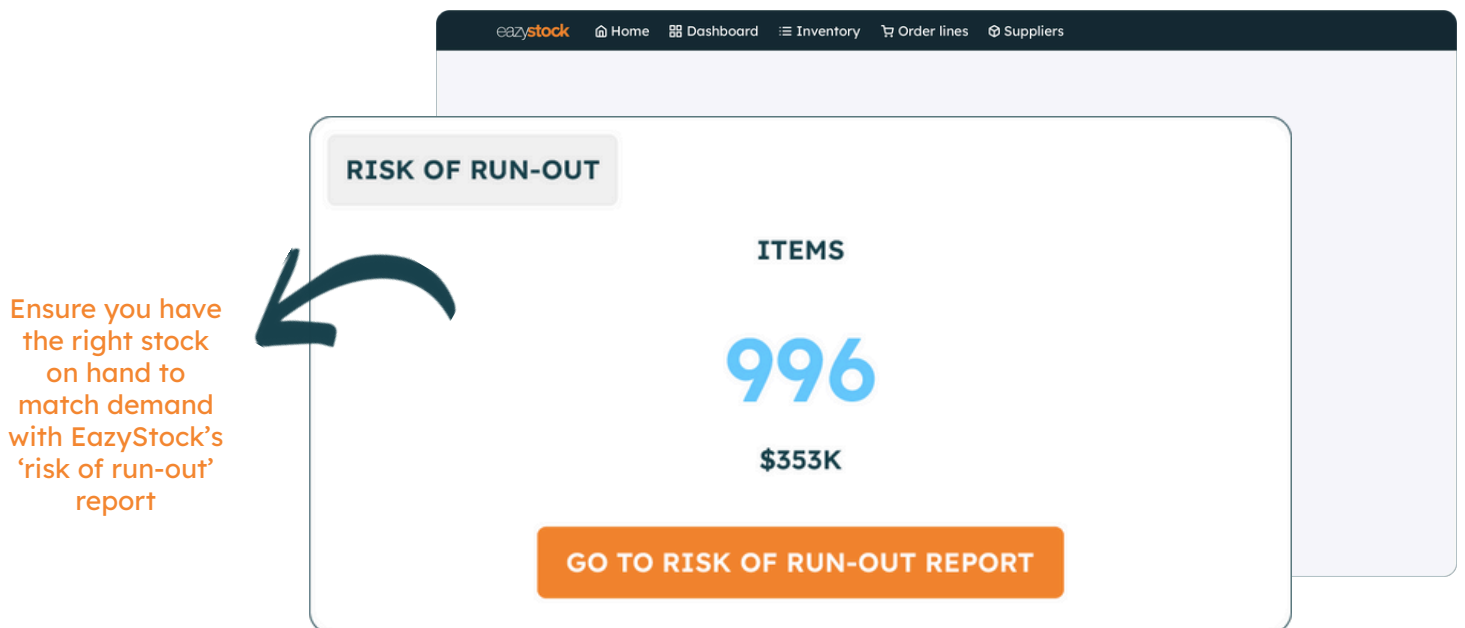 eazystock Home Dashboard Inventory Order lines Suppliers
RISK OF RUN-OUT
ITEMS
996
$353K
GO TO RISK OF RUN-OUT REPORT
Ensure you have
the right stock
on hand to
match demand
with EazyStock’s
‘risk of run-out’
report